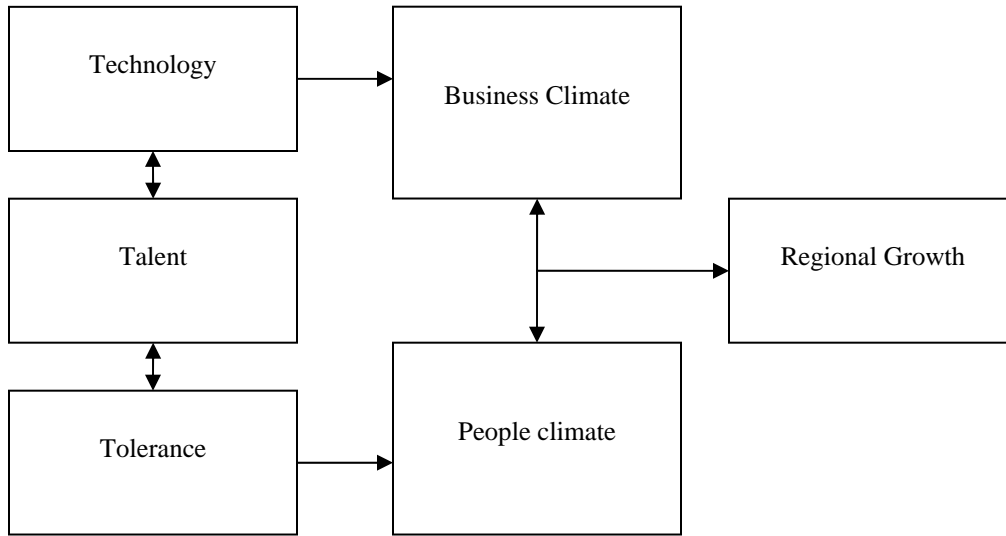 Technology
Business Climate
Talent
Regional Growth
Tolerance
People climate